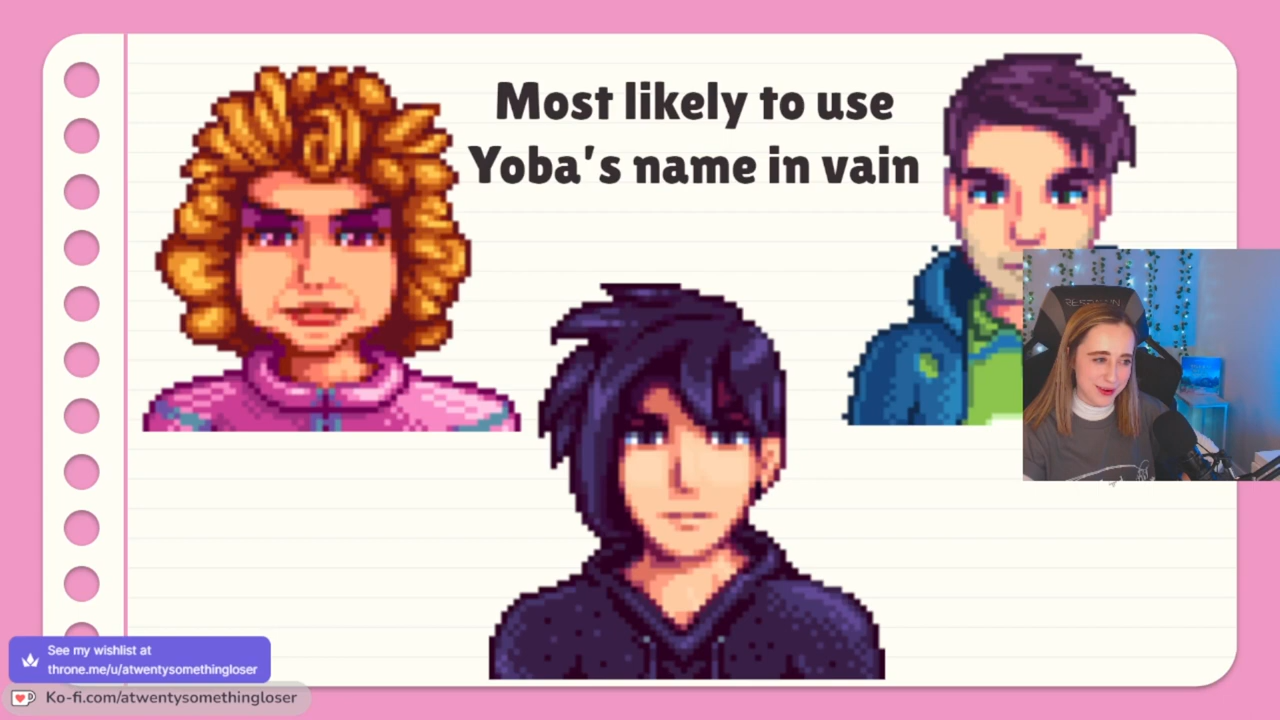 Most likely to use
Yoba's name in vain
See my wishlist at
throne.me/u/atwentysomethingloser
Ko-fi.com/atwentysomethingloser